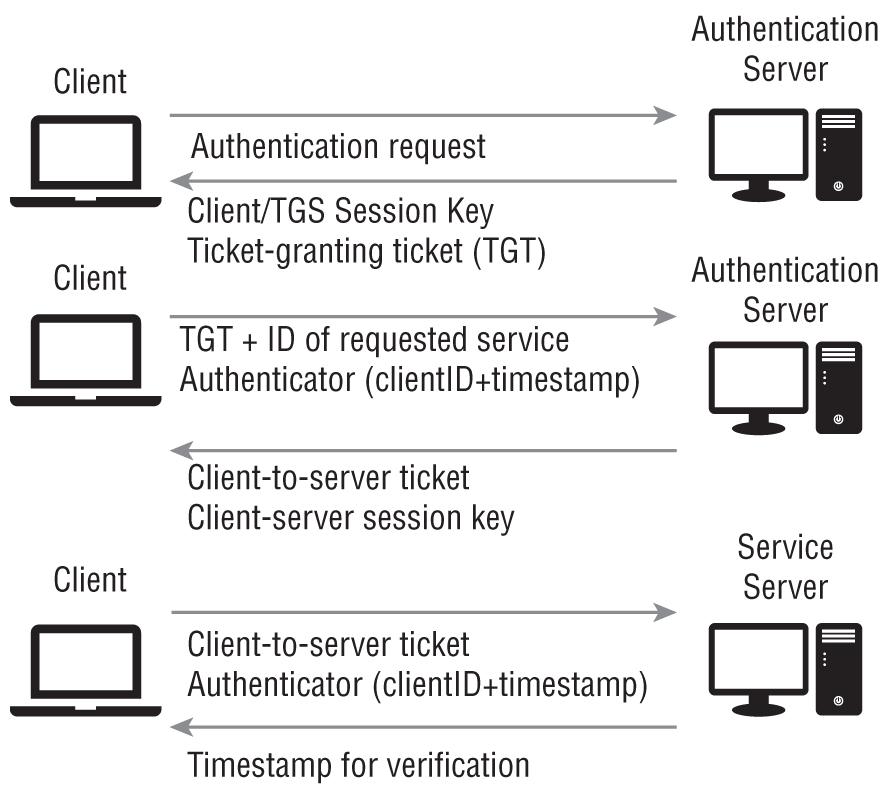 Authentication
Server
Client
Authentication request
Client/TGS Session Key
Ticket-granting ticket (TGT)
Client
Authentication
Server
TGT + ID of requested service
Authenticator (clientID+timestamp)
Client-to-server ticket
Client-server session key
Service
Server
Client
Client-to-server ticket
Authenticator (clientID+timestamp)
Timestamp for verification